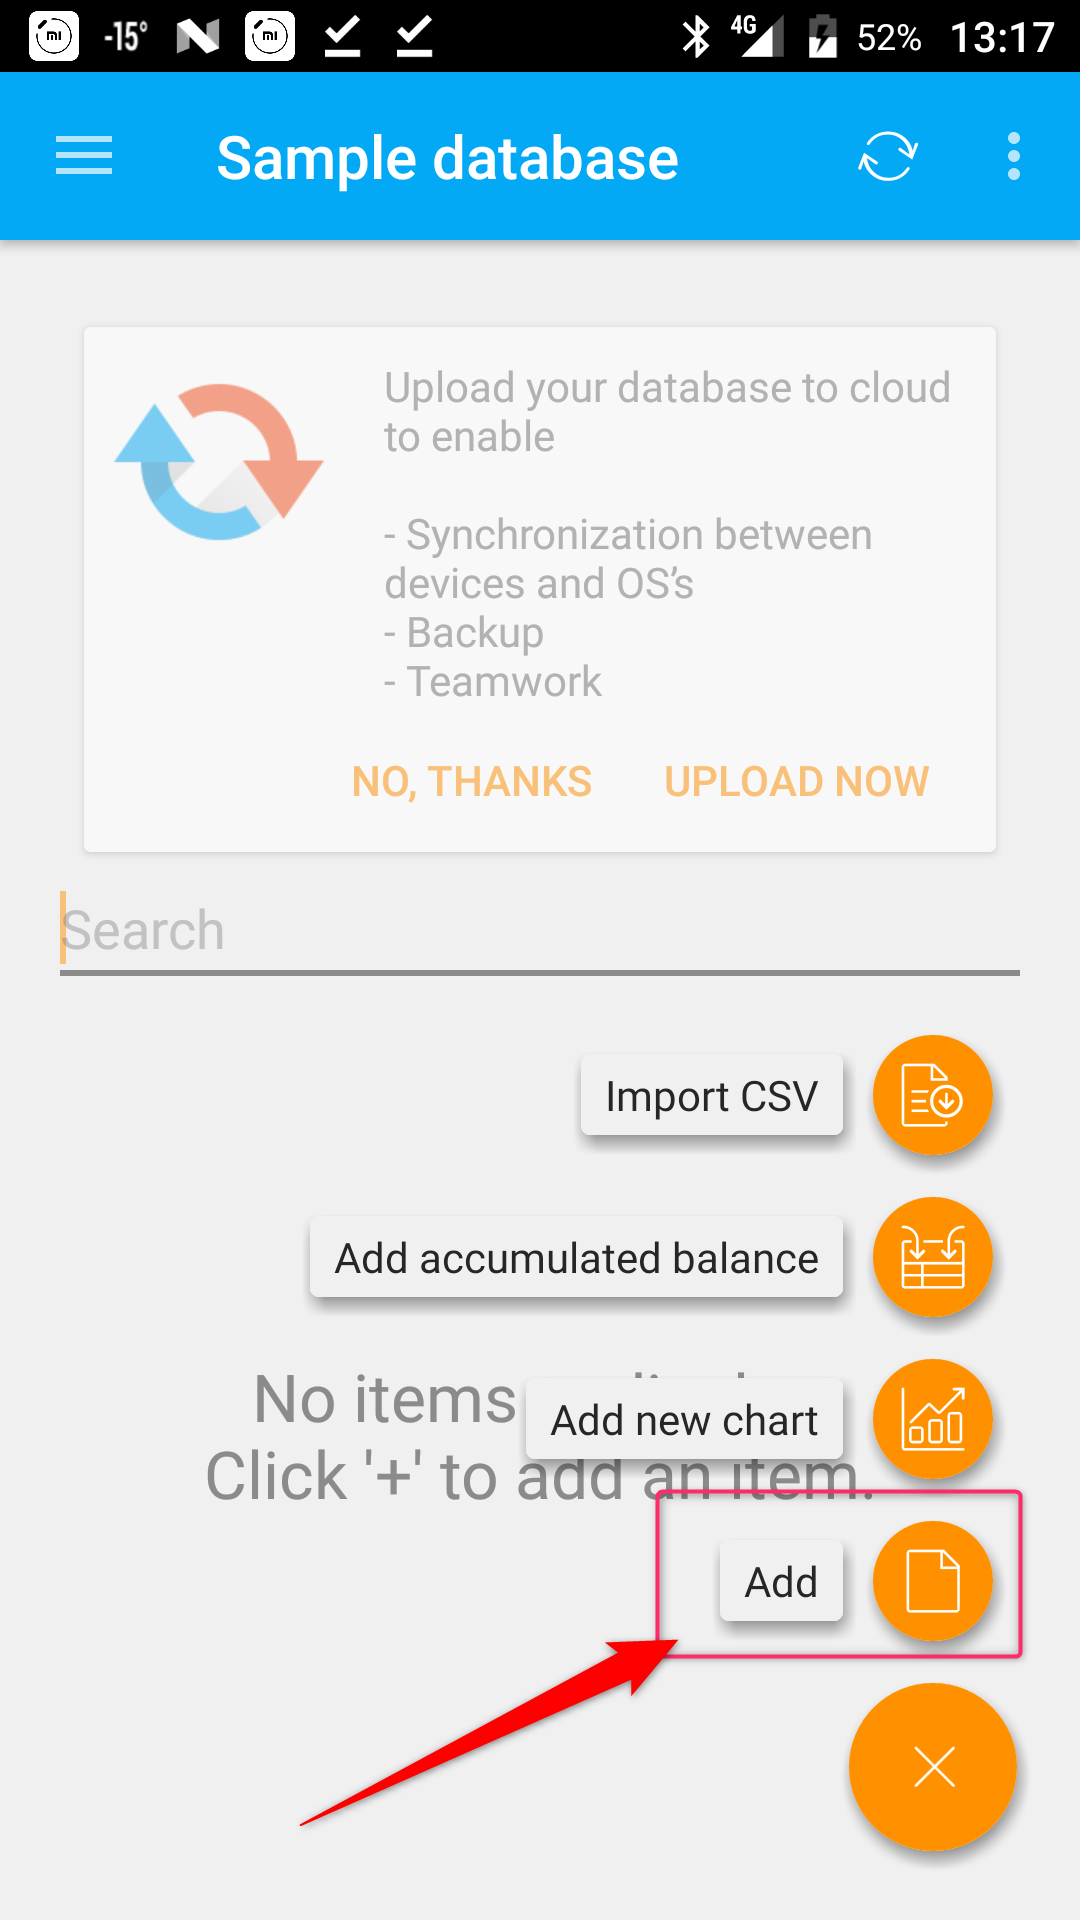 -15° 4G 52% 13:17
Sample database
Upload your database to cloud
to enable
- Synchronization between
devices and OS’s
- Backup
- Teamwork
NO, THANKS UPLOAD NOW
Search
Import CSV
Add accumulated balance
No items
Add new chart
Click '+' to add an item.
Add